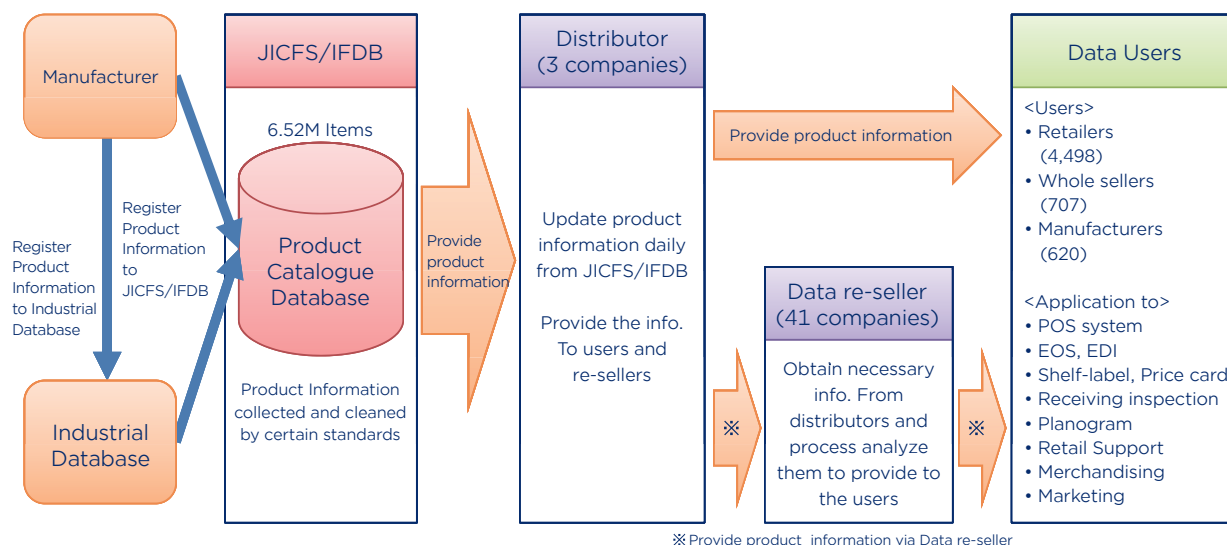 Manufacturer
Register
Product
Information
to Industrial
Database
Register
Product
Information
to
JICFS/IFDB
Industrial
Database
JICFS/IFDB
6.52M Items
Product
Catalogue
Database
Product Information
collected and cleaned
by certain standards
Provide
product
information
Distributor
(3 companies)
Update product
information daily
from JICFS/IFDB
Provide the info.
To users and
re-sellers
Provide product information
※
Data re-seller
(41 companies)
Obtain necessary
info. From
distributors and
process analyze
them to provide to
the users
※
Data Users
<Users>
• Retailers
(4,498)
• Whole sellers
(707)
• Manufacturers
(620)
<Application to>
• POS system
• EOS, EDI
• Shelf-label, Price card
• Receiving inspection
• Planogram
• Retail Support
• Merchandising
• Marketing
※ Provide product information via Data re-seller